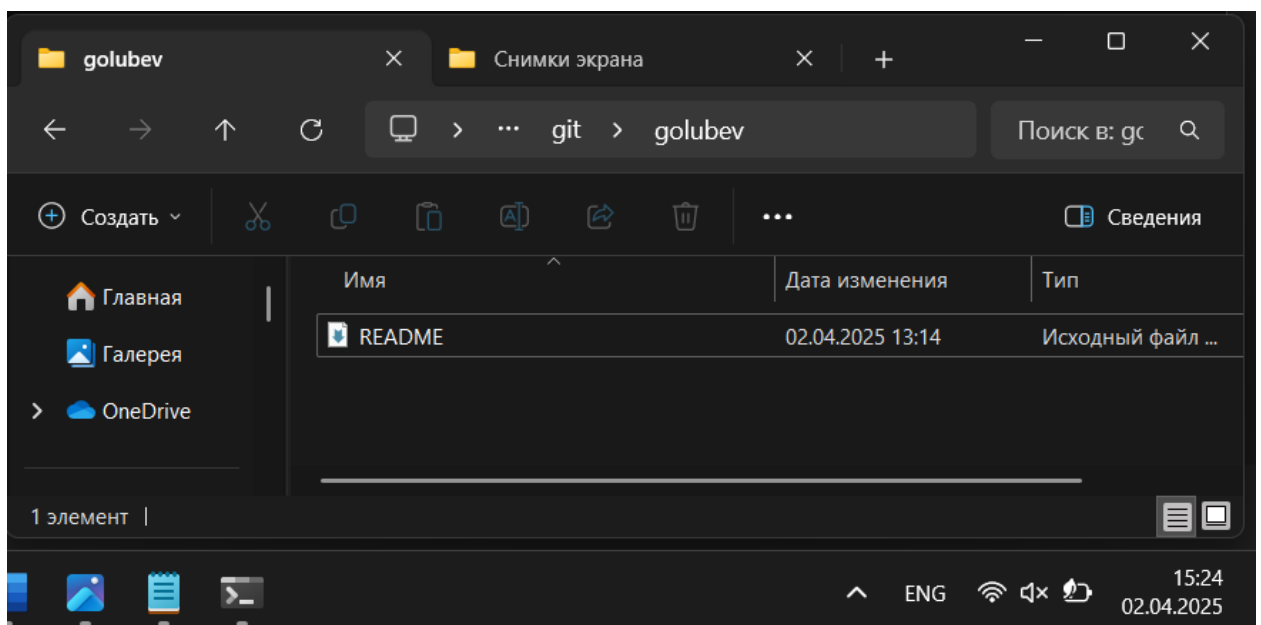 golubev
Снимки экрана
git > golubev
Поиск в: go
Создать
Сведения
Имя
Дата изменения
Тип
Главная
Галерея
OneDrive
README 02.04.2025 13:14 Исходный файл ...
1 элемент
ENG
15:24
02.04.2025